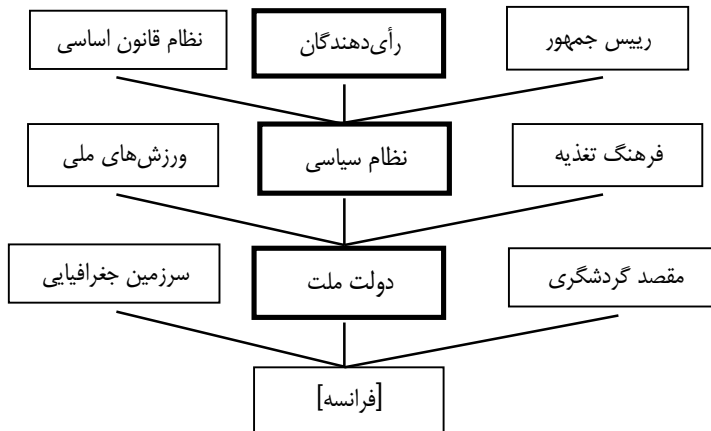 رییس جمهور
رأی‌دهندگان
نظام قانون اساسی
فرهنگ تغذیه
نظام سیاسی
ورزش‌های ملی
مقصد گردشگری
دولت ملت
سرزمین جغرافیایی
[فرانسه]